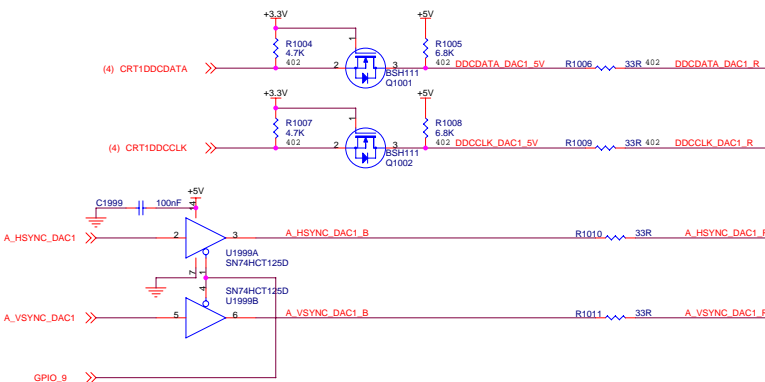 +3.3V +5V
1
R1004 R1005
4.7K 6.8K
(4) CRT1DDCDATA 402 2 3 402 DDCDATA_DAC1_5V R1006 33R 402 DDCDATA_DAC1_R
BSH111
Q1001
+3.3V +5V
1
R1007 R1008
4.7K 6.8K
(4) CRT1DDCCLK 402 2 3 402 DDCCLK_DAC1_5V R1009 33R 402 DDCCLK_DAC1_R
BSH111
Q1002
+5V
C1999 100nF 14
A_HSYNC_DAC1 2 3 A_HSYNC_DAC1_B R1010 33R A_HSYNC_DAC1_R
U1999A
SN74HCT125D
7 1
4 SN74HCT125D
U1999B
A_VSYNC_DAC1 5 6 A_VSYNC_DAC1_B R1011 33R A_VSYNC_DAC1_R
GPIO_9